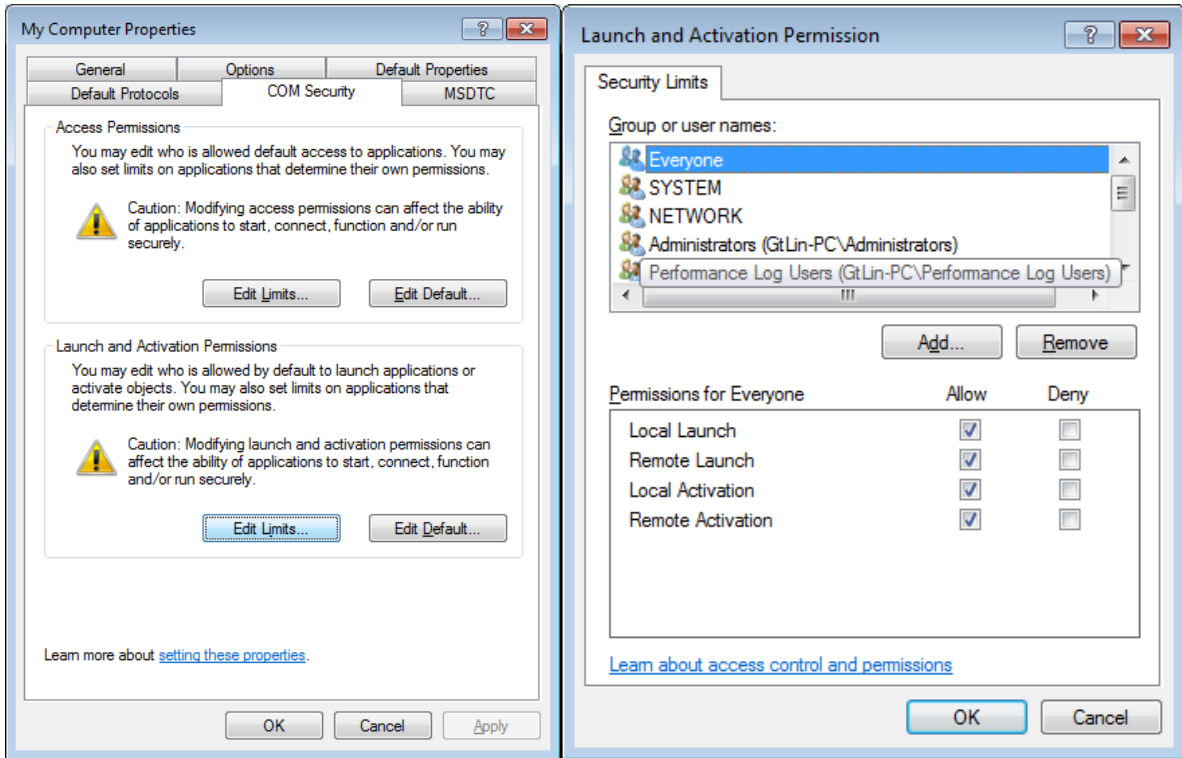 My Computer Properties
General Options Default Properties
Default Protocols COM Security MSDTC
Access Permissions
You may edit who is allowed default access to applications. You may
also set limits on applications that determine their own permissions.
Caution: Modifying access permissions can affect the ability
of applications to start, connect, function and/or run
securely.
Edit Limits... Edit Default...
Launch and Activation Permissions
You may edit who is allowed by default to launch applications or
activate objects. You may also set limits on applications that
determine their own permissions.
Caution: Modifying launch and activation permissions can
affect the ability of applications to start, connect, function
and/or run securely.
Edit Limits... Edit Default...
Learn more about setting these properties.
OK Cancel Apply
Launch and Activation Permission
Security Limits
Group or user names:
Everyone
SYSTEM
NETWORK
Administrators (GtLin-PC\Administrators)
Performance Log Users (GtLin-PC\Performance Log Users)
Add... Remove
Permissions for Everyone Allow Deny
Local Launch
Remote Launch
Local Activation
Remote Activation
Learn about access control and permissions
OK Cancel